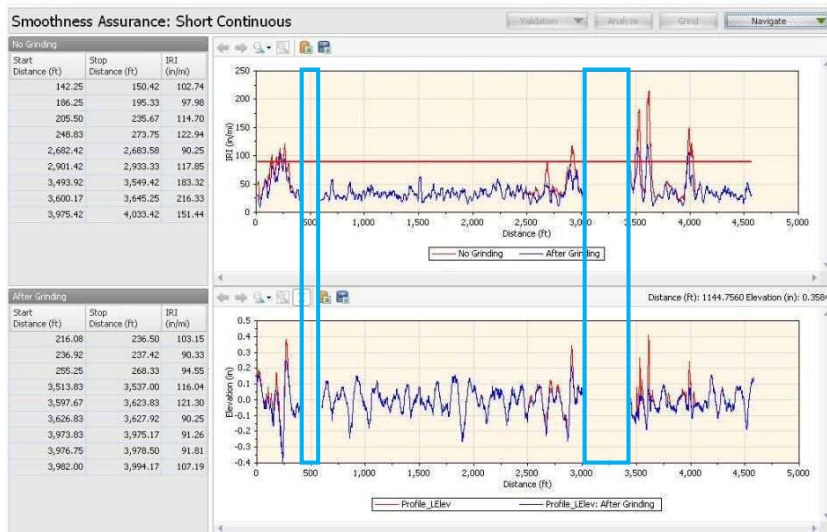 Smoothness Assurance: Short Continuous
Validation Analyze Grind Navigate
No Grinding
Start Distance (ft) Stop Distance (ft) IRI (in/mi)
142.25 150.42 102.74
186.25 195.33 97.98
205.50 235.67 114.70
248.83 273.75 122.94
2,682.42 2,683.58 90.25
2,901.42 2,933.33 117.85
3,493.92 3,549.42 183.32
3,600.17 3,645.25 216.33
3,975.42 4,033.42 151.44
250
200
150
100
50
0
IRI (in/mi)
0 500 1,000 1,500 2,000 2,500 3,000 3,500 4,000 4,500 5,000
Distance (ft)
No Grinding After Grinding
After Grinding
Start Distance (ft) Stop Distance (ft) IRI (in/mi)
216.08 236.50 103.15
236.92 237.42 90.33
255.25 268.33 94.55
3,513.83 3,537.00 116.04
3,597.67 3,623.83 121.30
3,626.83 3,627.92 90.25
3,973.83 3,975.17 91.26
3,976.75 3,978.50 91.81
3,982.00 3,994.17 107.19
Distance (ft): 1144.7560 Elevation (in): 0.3584
0.5
0.4
0.3
0.2
0.1
0.0
-0.1
-0.2
-0.3
-0.4
Elevation (in)
0 500 1,000 1,500 2,000 2,500 3,000 3,500 4,000 4,500 5,000
Distance (ft)
Profile_LElev Profile_LElev: After Grinding